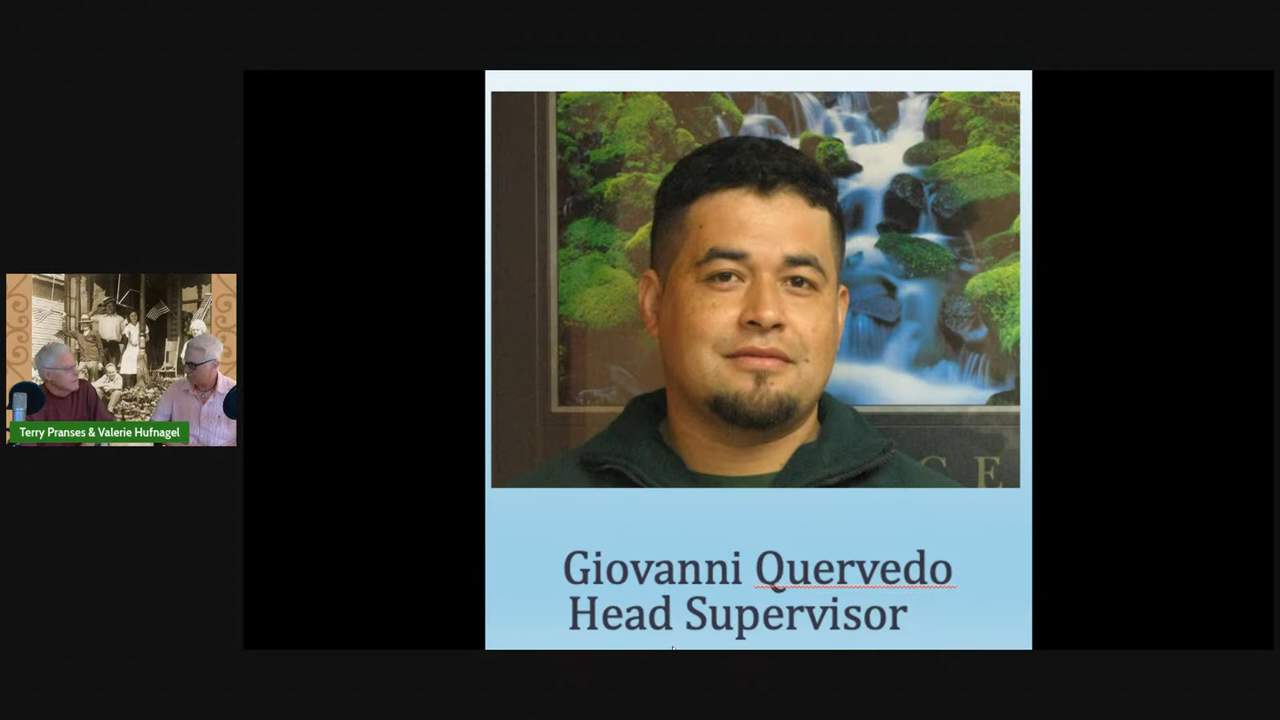 Terry Pranses & Valerie Hufnagel
G E
Giovanni Quervedo
Head Supervisor